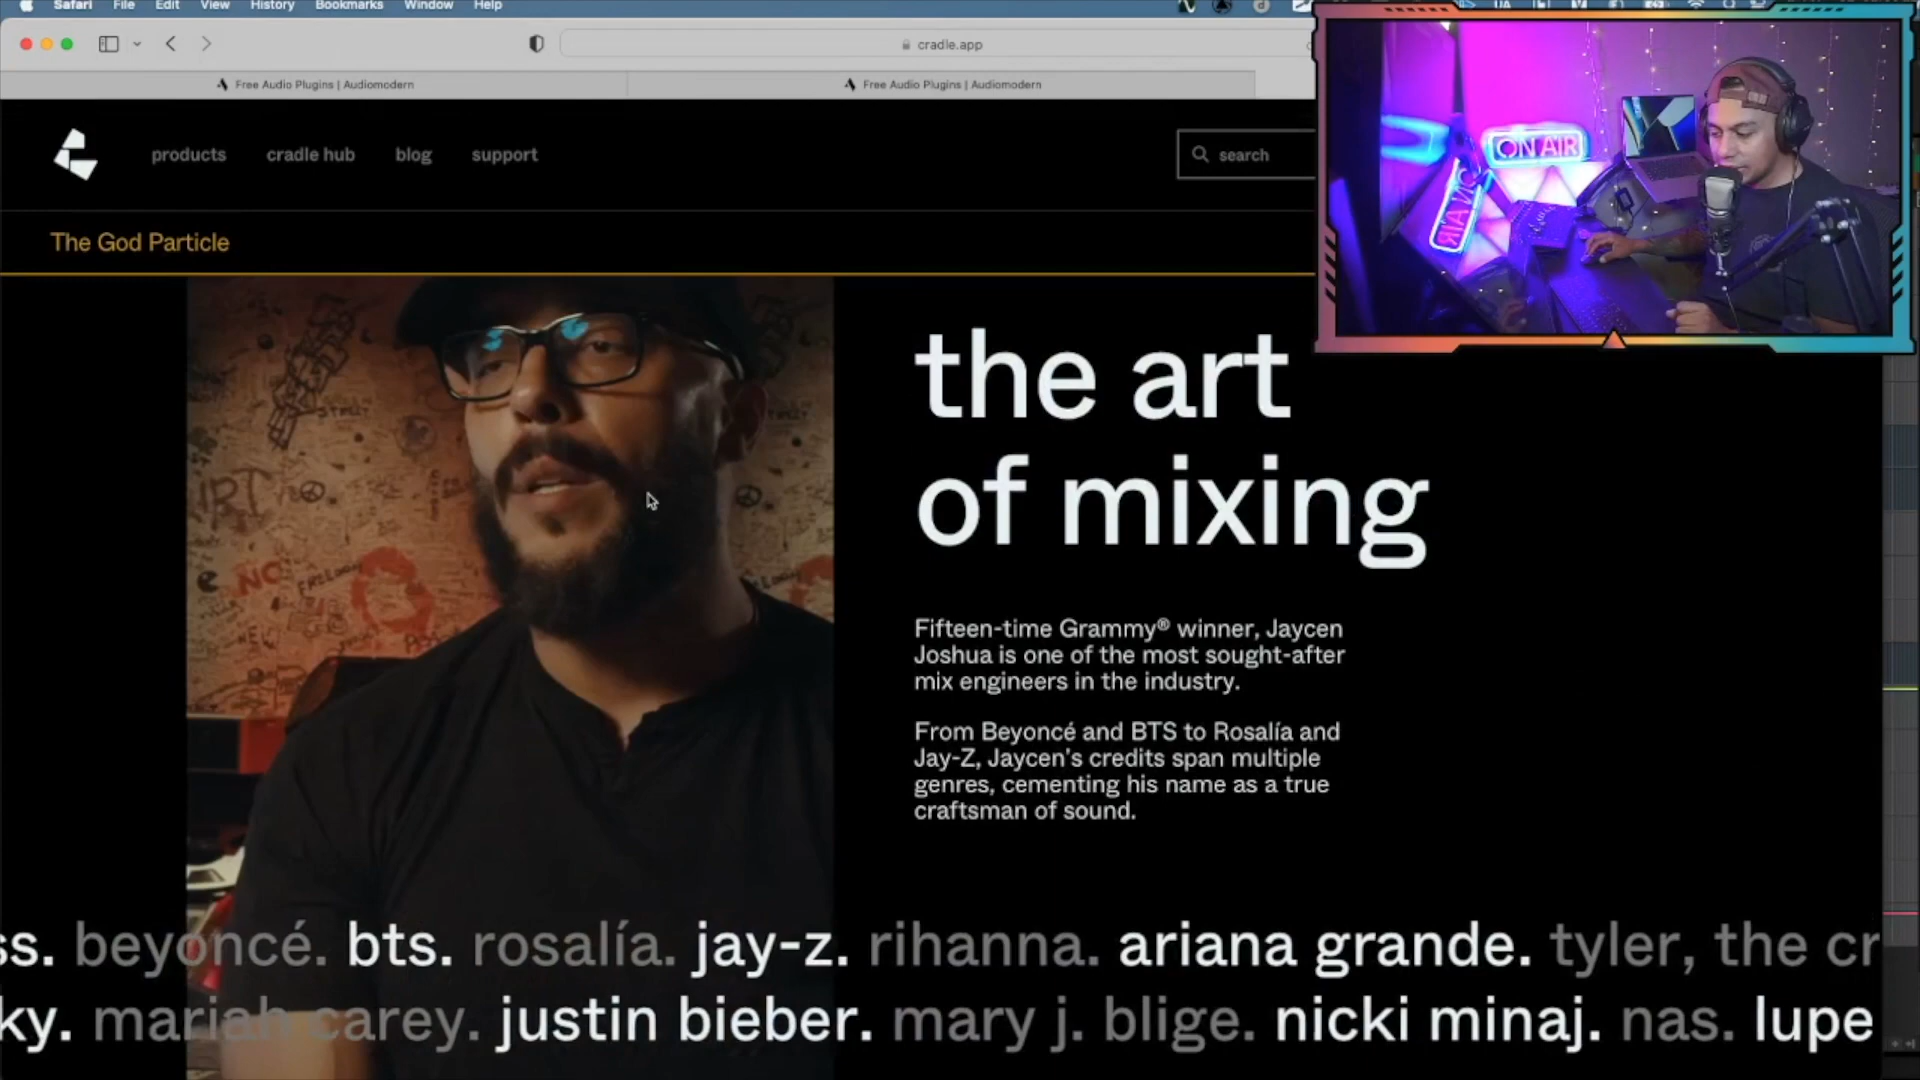 Safari File Edit View History Bookmarks Window Help
cradle.app
Free Audio Plugins | Audiomodern
Free Audio Plugins | Audiomodern
products cradle hub blog support
search
The God Particle
ON AIR
ON AIR
the art
of mixing
Fifteen-time Grammy® winner, Jaycen
Joshua is one of the most sought-after
mix engineers in the industry.
From Beyoncé and BTS to Rosalía and
Jay-Z, Jaycen's credits span multiple
genres, cementing his name as a true
craftsman of sound.
ss. beyoncé. bts. rosalía. jay-z. rihanna. ariana grande. tyler, the cr
ky. mariah carey. justin bieber. mary j. blige. nicki minaj. nas. lupe